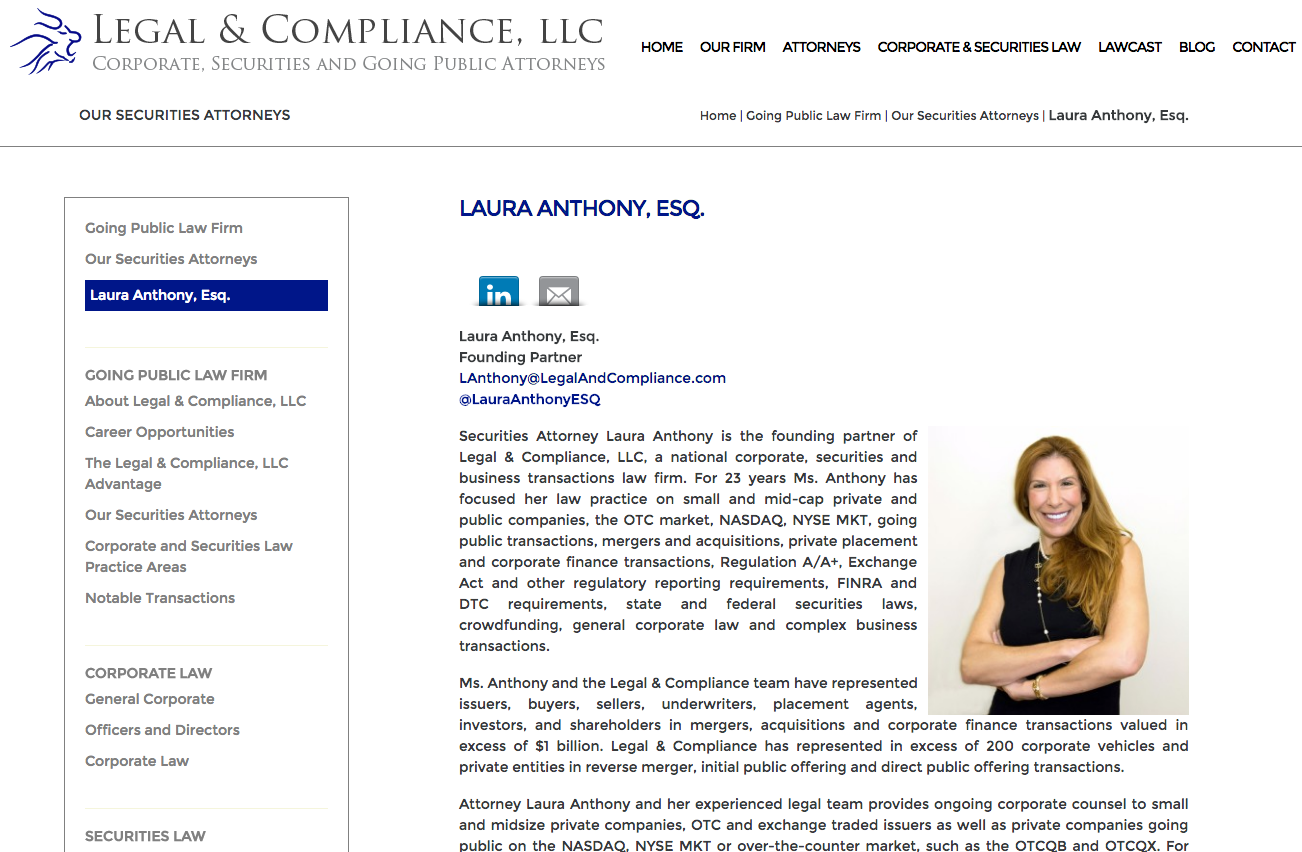 LEGAL & COMPLIANCE, LLC
CORPORATE, SECURITIES AND GOING PUBLIC ATTORNEYS
HOME OUR FIRM ATTORNEYS CORPORATE & SECURITIES LAW LAWCAST BLOG CONTACT
OUR SECURITIES ATTORNEYS
Home | Going Public Law Firm | Our Securities Attorneys | Laura Anthony, Esq.
Going Public Law Firm
Our Securities Attorneys
Laura Anthony, Esq.
GOING PUBLIC LAW FIRM
About Legal & Compliance, LLC
Career Opportunities
The Legal & Compliance, LLC
Advantage
Our Securities Attorneys
Corporate and Securities Law
Practice Areas
Notable Transactions
CORPORATE LAW
General Corporate
Officers and Directors
Corporate Law
SECURITIES LAW
LAURA ANTHONY, ESQ.
in
Laura Anthony, Esq.
Founding Partner
LAnthony@LegalAndCompliance.com
@LauraAnthonyESQ
Securities Attorney Laura Anthony is the founding partner of
Legal & Compliance, LLC, a national corporate, securities and
business transactions law firm. For 23 years Ms. Anthony has
focused her law practice on small and mid-cap private and
public companies, the OTC market, NASDAQ, NYSE MKT, going
public transactions, mergers and acquisitions, private placement
and corporate finance transactions, Regulation A/A+, Exchange
Act and other regulatory reporting requirements, FINRA and
DTC requirements, state and federal securities laws,
crowdfunding, general corporate law and complex business
transactions.
Ms. Anthony and the Legal & Compliance team have represented
issuers, buyers, sellers, underwriters, placement agents,
investors, and shareholders in mergers, acquisitions and corporate finance transactions valued in
excess of $1 billion. Legal & Compliance has represented in excess of 200 corporate vehicles and
private entities in reverse merger, initial public offering and direct public offering transactions.
Attorney Laura Anthony and her experienced legal team provides ongoing corporate counsel to small
and midsize private companies, OTC and exchange traded issuers as well as private companies going
public on the NASDAQ, NYSE MKT or over-the-counter market, such as the OTCQB and OTCQX. For